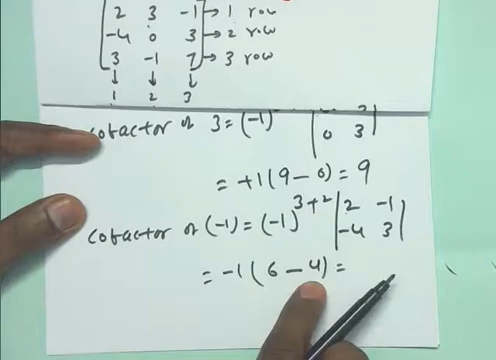 2 3 -1 → 1 row
-4 0 3 → 2 row
3 -1 7 → 3 row
↓ ↓ ↓
1 2 3
cofactor of 3 = (-1) | |
0 3
= +1(9-0) = 9
cofactor of (-1) = (-1)^3+2 | 2 -1 |
| -4 3 |
= -1(6-4) =